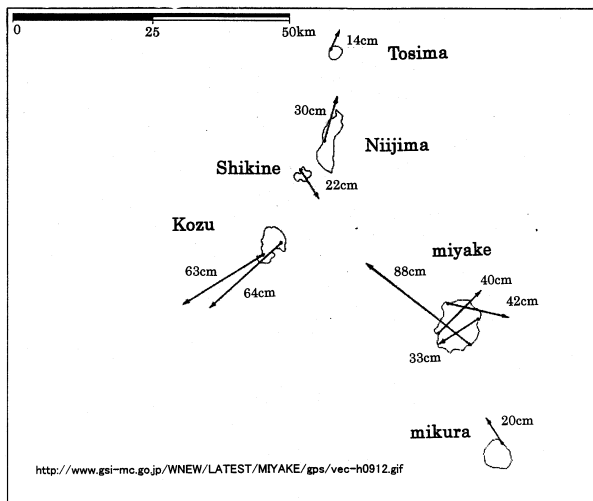 0 25 50km
14cm
Tosima
30cm
Niijima
Shikine
22cm
Kozu
miyake
63cm
88cm
40cm
64cm
42cm
33cm
mikura
20cm
http://www.gsi-mc.go.jp/WNEW/LATEST/MIYAKE/gps/vec-h0912.gif